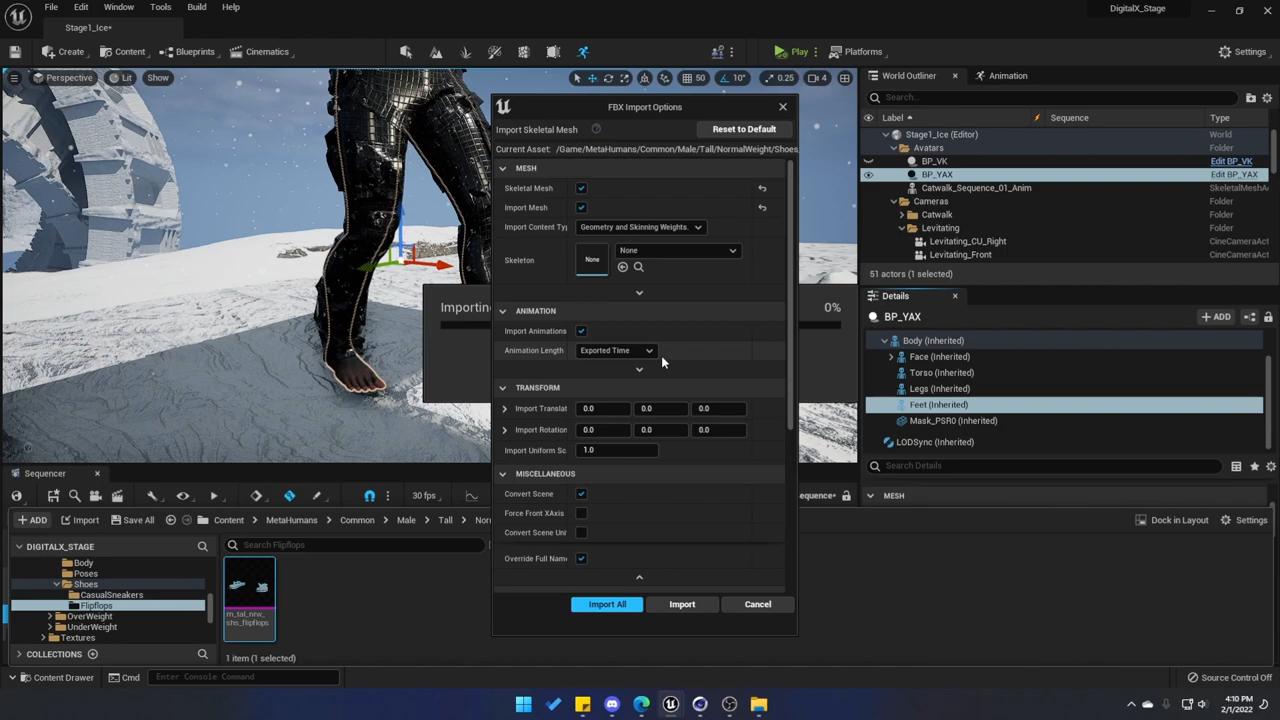 File Edit Window Tools Build Help
DigitalX_Stage
Stage1_Ice*
Create Content Blueprints Cinematics Play Platforms Settings
Perspective Lit Show 50 10° 0.25 4
World Outliner Animation
Search...
Label Sequence Type
Stage1_Ice (Editor) World
Avatars Folder
BP_VK Edit BP_VK
BP_YAX Edit BP_YAX
Catwalk_Sequence_01_Anim SkeletalMeshA
Cameras Folder
Catwalk Folder
Levitating Folder
Levitating_CU_Right CineCameraAct
Levitating_Front CineCameraAct
51 actors (1 selected)
Details
BP_YAX
+ ADD
Body (Inherited)
Face (Inherited)
Torso (Inherited)
Legs (Inherited)
Feet (Inherited)
Mask_PSR0 (Inherited)
LODSync (Inherited)
Search Details
MESH
FBX Import Options
Import Skeletal Mesh Reset to Default
Current Asset: /Game/MetaHumans/Common/Male/Tall/NormalWeight/Shoes
MESH
Skeletal Mesh
Import Mesh
Import Content Typ Geometry and Skinning Weights.
Skeleton None None
ANIMATION
Import Animations
Animation Length Exported Time
TRANSFORM
Import Translat 0.0 0.0 0.0
Import Rotation 0.0 0.0 0.0
Import Uniform Sc 1.0
MISCELLANEOUS
Convert Scene
Force Front XAxis
Convert Scene Uni
Override Full Name
Import All Import Cancel
Importin 0%
Sequencer
30 fps
equence*
+ ADD Import Save All Content MetaHumans Common Male Tall Nor
Dock in Layout Settings
DIGITALX_STAGE
Body
Poses
Shoes
CasualSneakers
Flipflops
OverWeight
UnderWeight
Textures
COLLECTIONS
Search Flipflops
m_tal_nrw_
shs_flipflops
1 item (1 selected)
Content Drawer Cmd Enter Console Command
Source Control Off
4:10 PM
2/1/2022